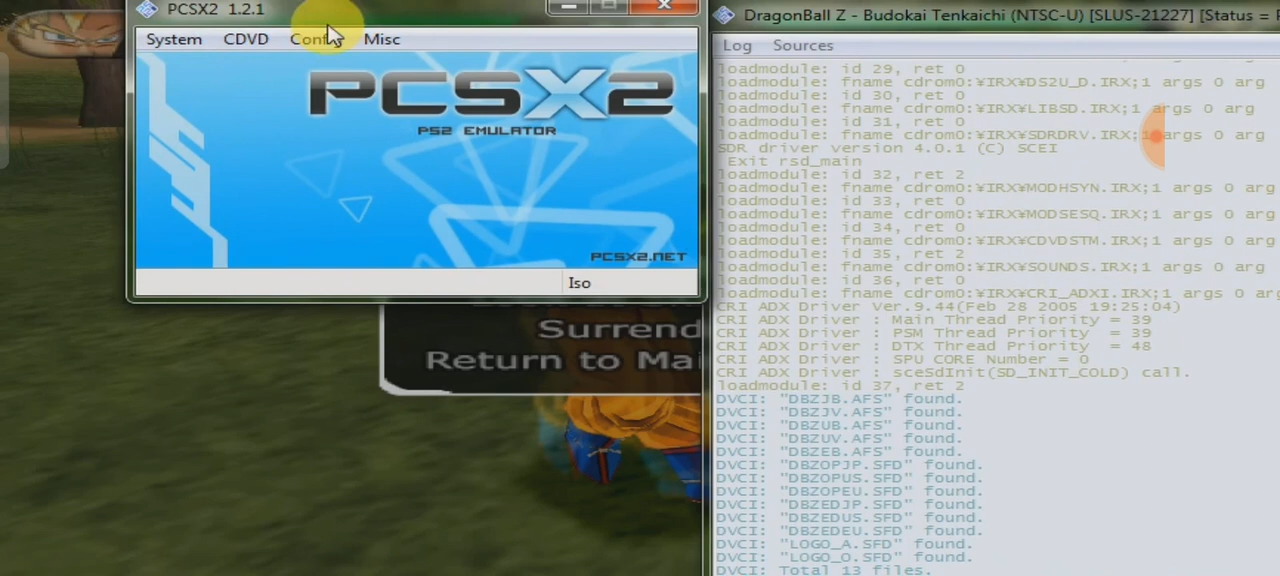 PCSX2 1.2.1
System CDVD Config Misc
PCSX2
PS2 EMULATOR
PCSX2.NET
Iso
Surrend
Return to Mai
DragonBall Z - Budokai Tenkaichi (NTSC-U) [SLUS-21227] [Status =
Log Sources
loadmodule: id 29, ret 0
loadmodule: fname cdrom0:¥IRX¥DS2U_D.IRX;1 args 0 arg
loadmodule: id 30, ret 0
loadmodule: fname cdrom0:¥IRX¥LIBSD.IRX;1 args 0 arg
loadmodule: id 31, ret 0
loadmodule: fname cdrom0:¥IRX¥SDRDRV.IRX;1 args 0 arg
SDR driver version 4.0.1 (C) SCEI
Exit rsd_main
loadmodule: id 32, ret 2
loadmodule: fname cdrom0:¥IRX¥MODHSYN.IRX;1 args 0 arg
loadmodule: id 33, ret 0
loadmodule: fname cdrom0:¥IRX¥MODSESQ.IRX;1 args 0 arg
loadmodule: id 34, ret 0
loadmodule: fname cdrom0:¥IRX¥CDVDSTM.IRX;1 args 0 arg
loadmodule: id 35, ret 2
loadmodule: fname cdrom0:¥IRX¥SOUNDS.IRX;1 args 0 arg
loadmodule: id 36, ret 0
loadmodule: fname cdrom0:¥IRX¥CRI_ADXI.IRX;1 args 0 arg
CRI ADX Driver Ver.9.44(Feb 28 2005 19:25:04)
CRI ADX Driver : Main Thread Priority = 39
CRI ADX Driver : PSM Thread Priority = 39
CRI ADX Driver : DTX Thread Priority = 48
CRI ADX Driver : SPU CORE Number = 0
CRI ADX Driver : sceSdInit(SD_INIT_COLD) call.
loadmodule: id 37, ret 2
DVCI: "DBZJB.AFS" found.
DVCI: "DBZJV.AFS" found.
DVCI: "DBZUB.AFS" found.
DVCI: "DBZUV.AFS" found.
DVCI: "DBZEB.AFS" found.
DVCI: "DBZOPJP.SFD" found.
DVCI: "DBZOPUS.SFD" found.
DVCI: "DBZOPEU.SFD" found.
DVCI: "DBZEDJP.SFD" found.
DVCI: "DBZEDUS.SFD" found.
DVCI: "DBZEDEU.SFD" found.
DVCI: "LOGO_A.SFD" found.
DVCI: "LOGO_O.SFD" found.
DVCI: Total 13 files.